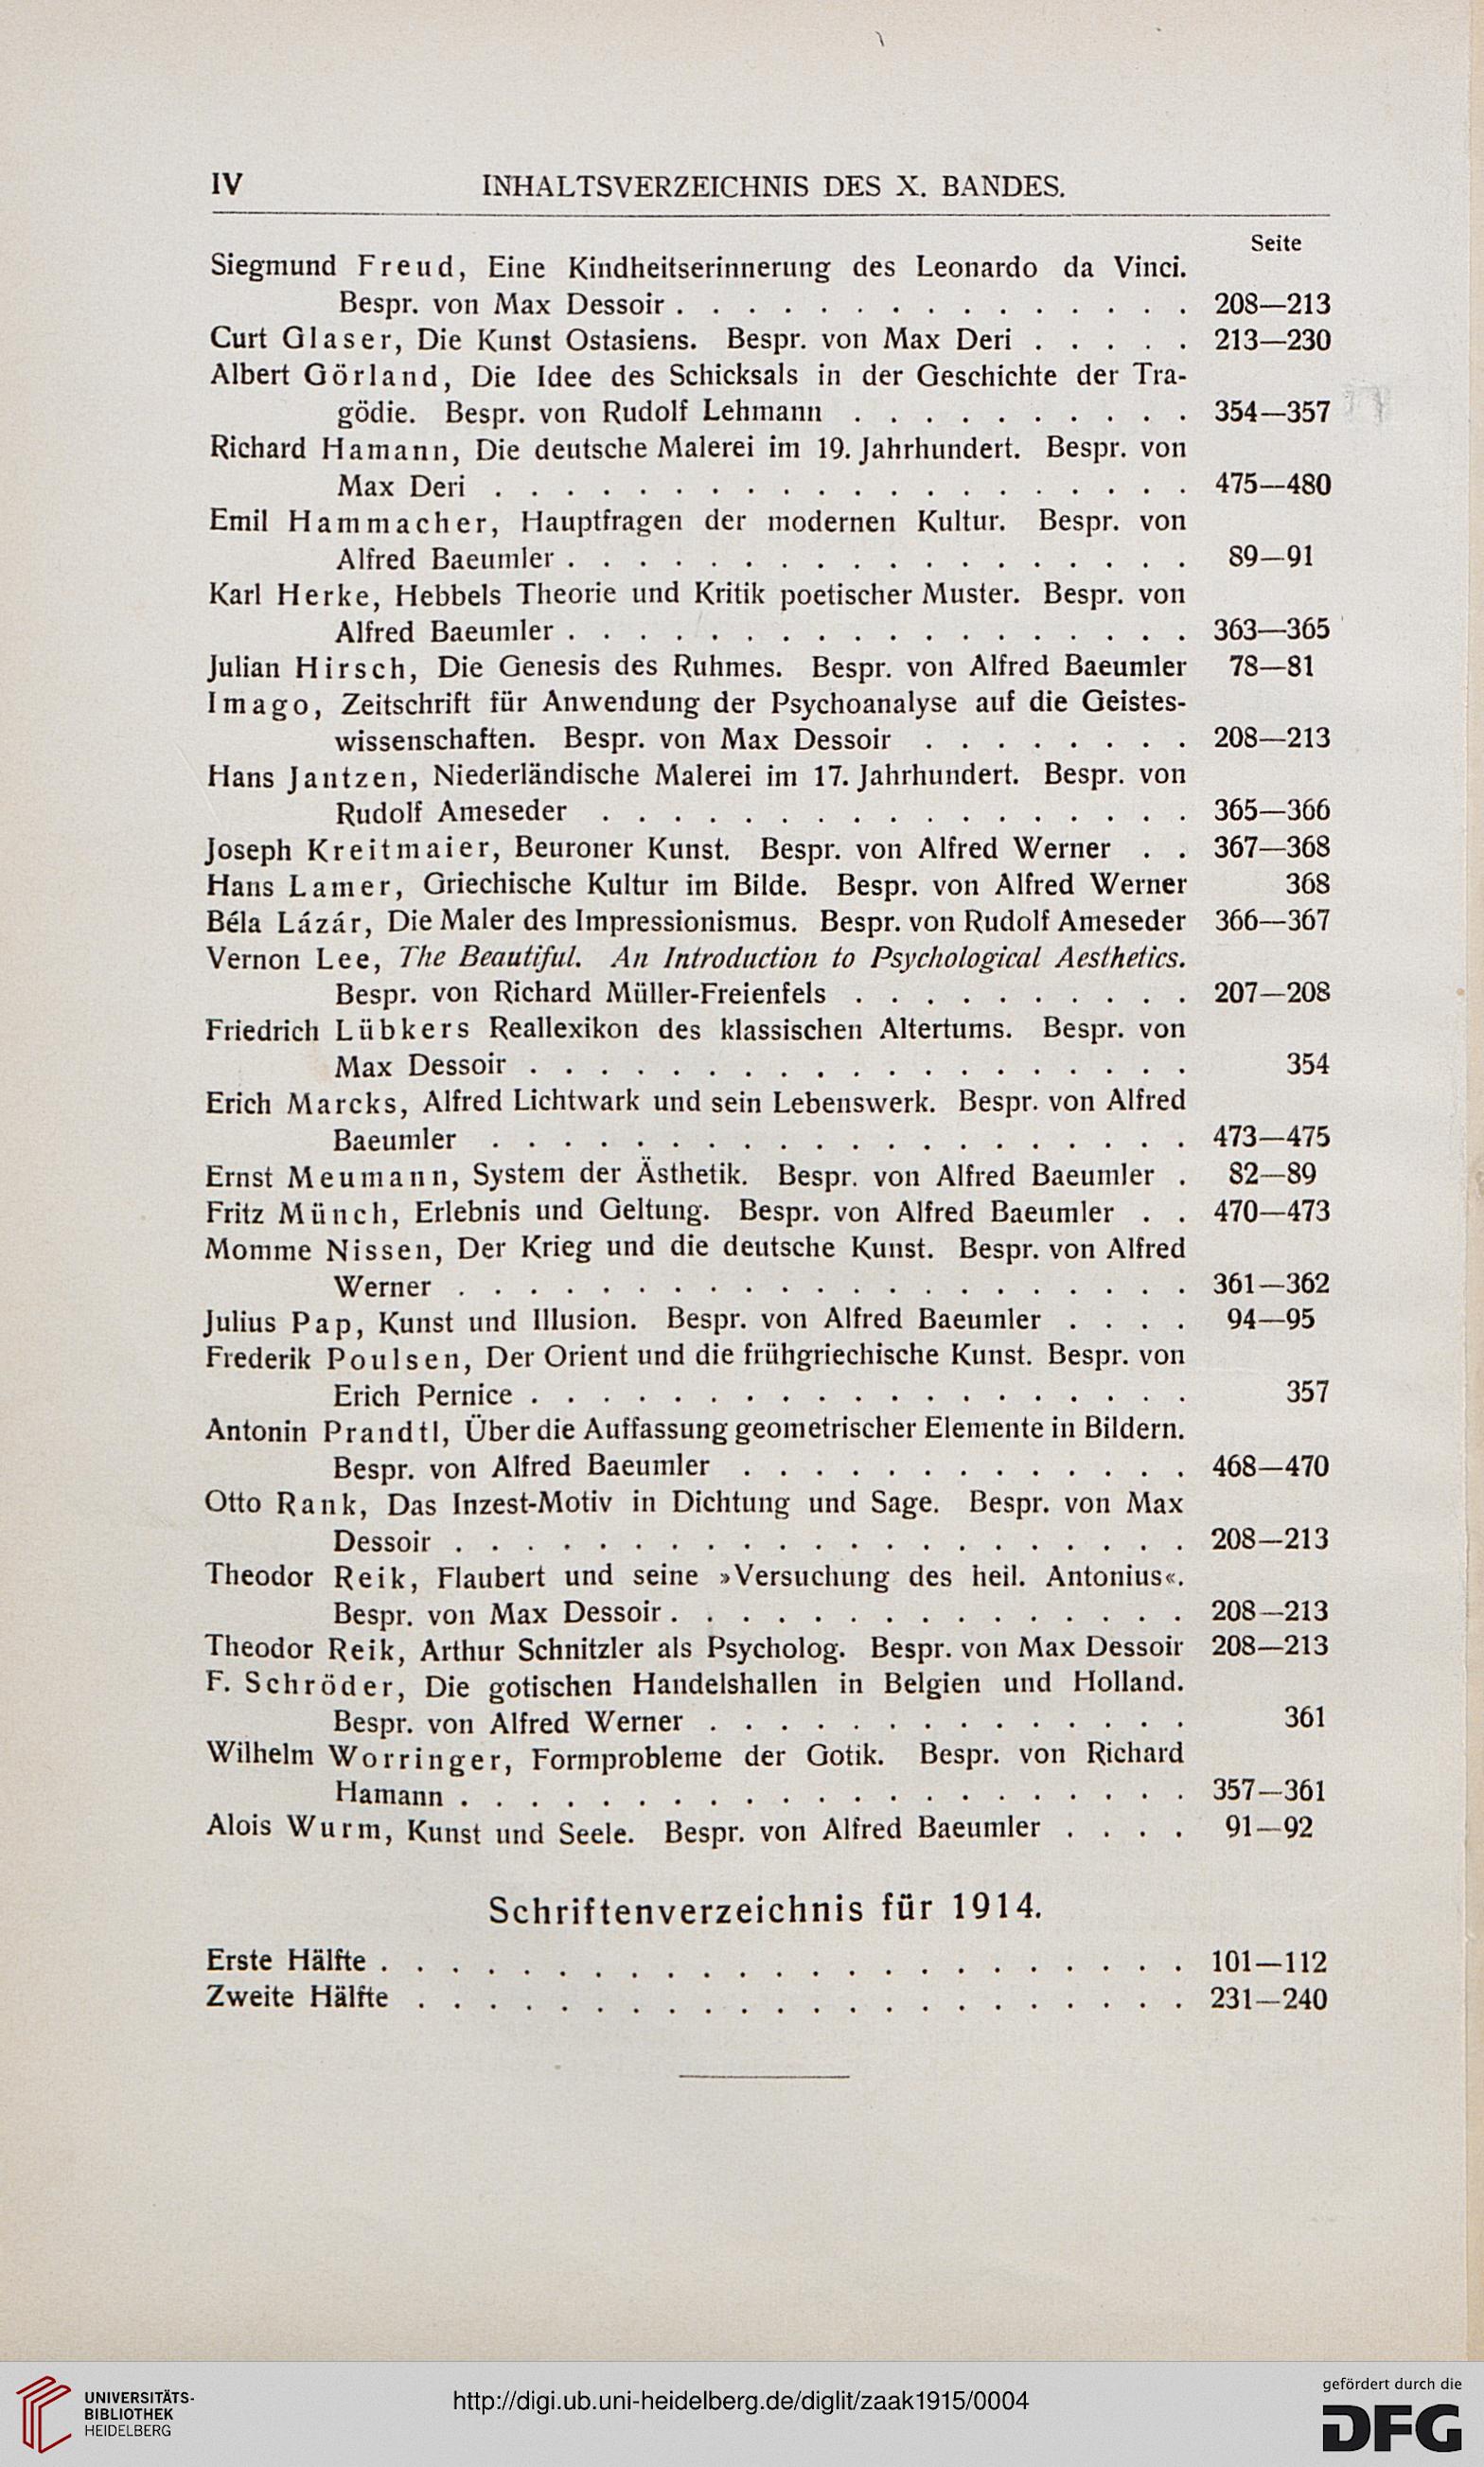 IV INHALTSVERZEICHNIS DES X. BANDES.
Seite
Siegmund Freud, Eine Kindheitserinnerung des Leonardo da Vinci.
Bespr. von Max Dessoir . . . . . . . . . . . . . . . 208—213
Curt Glaser, Die Kunst Ostasiens. Bespr. von Max Deri . . . . . 213—230
Albert Görland, Die Idee des Schicksals in der Geschichte der Tra-
gödie. Bespr. von Rudolf Lehmann . . . . . . . . . . 354—357
Richard Hamann, Die deutsche Malerei im 19. Jahrhundert. Bespr. von
Max Deri . . . . . . . . . . . . . . . . . . . . 475—480
Emil Hammacher, Hauptfragen der modernen Kultur. Bespr. von
Alfred Baeumler . . . . . . . . . . . . . . . . . . 89—91
Karl Herke, Hebbels Theorie und Kritik poetischer Muster. Bespr. von
Alfred Baeumler . . . . . . . . . . . . . . . . . . 363—365
Julian Hirsch, Die Genesis des Ruhmes. Bespr. von Alfred Baeumler 78—81
Imago, Zeitschrift für Anwendung der Psychoanalyse auf die Geistes-
wissenschaften. Bespr. von Max Dessoir . . . . . . . . 208—213
Hans Jantzen, Niederländische Malerei im 17. Jahrhundert. Bespr. von
Rudolf Ameseder . . . . . . . . . . . . . . . . . 365—366
Joseph Kreitmaier, Beuroner Kunst. Bespr. von Alfred Werner . . 367—368
Hans Lamer, Griechische Kultur im Bilde. Bespr. von Alfred Werner 368
Béla Lázár, Die Maler des Impressionismus. Bespr. von Rudolf Ameseder 366—367
Vernon Lee, The Beautiful. An Introduction to Psychological Aesthetics.
Bespr. von Richard Müller-Freienfels . . . . . . . . . . 207—208
Friedrich Lübkers Reallexikon des klassischen Altertums. Bespr. von
Max Dessoir . . . . . . . . . . . . . . . . . . . 354
Erich Marcks, Alfred Lichtwark und sein Lebenswerk. Bespr. von Alfred
Baeumler . . . . . . . . . . . . . . . . . . . . 473—475
Ernst Meumann, System der Ästhetik. Bespr. von Alfred Baeumler . 82—89
Fritz Münch, Erlebnis und Geltung. Bespr. von Alfred Baeumler . . 470—473
Momme Nissen, Der Krieg und die deutsche Kunst. Bespr. von Alfred
Werner . . . . . . . . . . . . . . . . . . . . . 361—362
Julius Pap, Kunst und Illusion. Bespr. von Alfred Baeumler . . . . 94—95
Frederik Poulsen, Der Orient und die frühgriechische Kunst. Bespr. von
Erich Pernice . . . . . . . . . . . . . . . . . . . 357
Antonin Prandtl, Über die Auffassung geometrischer Elemente in Bildern.
Bespr. von Alfred Baeumler . . . . . . . . . . . . . 468—470
Otto Rank, Das Inzest-Motiv in Dichtung und Sage. Bespr. von Max
Dessoir . . . . . . . . . . . . . . . . . . . . . 208—213
Theodor Reik, Flaubert und seine »Versuchung des heil. Antonius«.
Bespr. von Max Dessoir . . . . . . . . . . . . . . . 208—213
Theodor Reik, Arthur Schnitzler als Psycholog. Bespr. von Max Dessoir 208—213
F. Schröder, Die gotischen Handelshallen in Belgien und Holland.
Bespr. von Alfred Werner . . . . . . . . . . . . . . 361
Wilhelm Worringer, Formprobleme der Gotik. Bespr. von Richard
Hamann . . . . . . . . . . . . . . . . . . . . . 357—361
Alois Wurm, Kunst und Seele. Bespr. von Alfred Baeumler . . . . 91—92
Schriftenverzeichnis für 1914.
Erste Hälfte . . . . . . . . . . . . . . . . . . . . . . . 101—112
Zweite Hälfte . . . . . . . . . . . . . . . . . . . . . . 231—240
UNIVERSITÄTS-
BIBLIOTHEK
HEIDELBERG
http://digi.ub.uni-heidelberg.de/diglit/zaak1915/0004
gefördert durch die
DFG